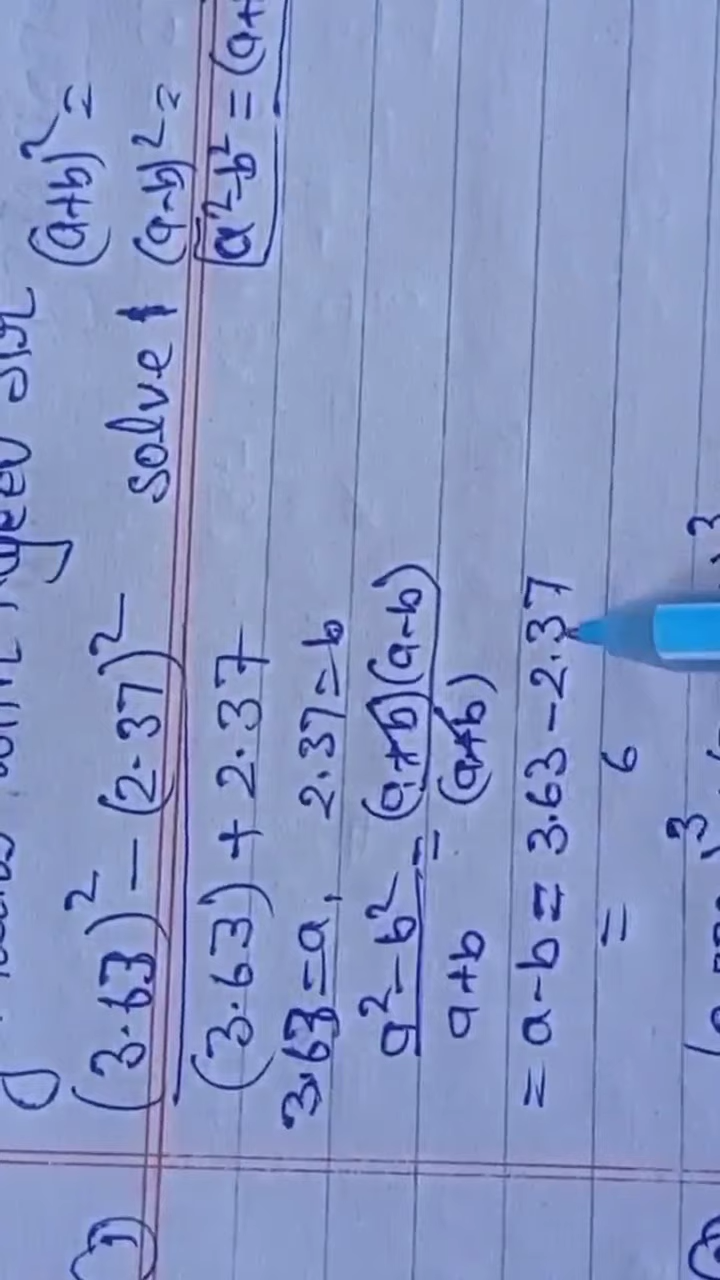 (a+b)² =
(a-b)² =
a²-b² = (a+
solve
(1) (3.63)² - (2.37)²
(3.63) + 2.37
3.63 = a, 2.37 = b
a²-b² = (a+b)(a-b)
a+b (a+b)
= a-b = 3.63 - 2.37
= 6